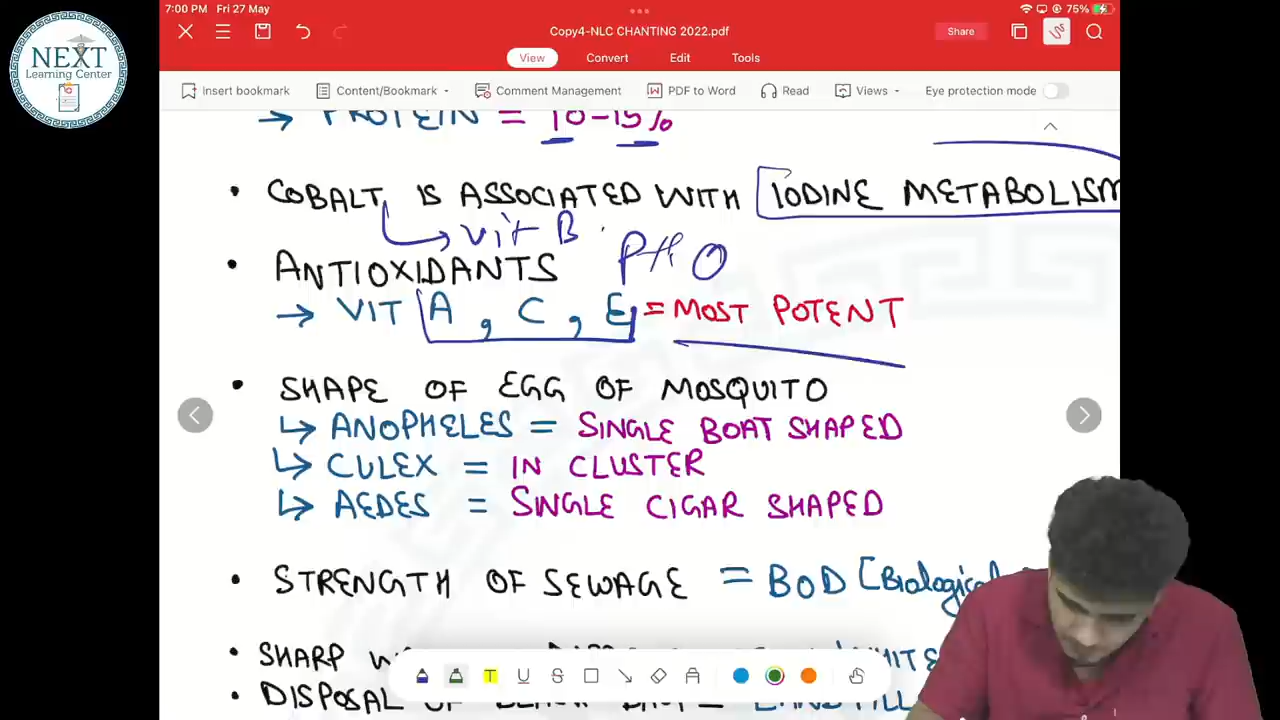 7:00 PM Fri 27 May
75%
Copy4-NLC CHANTING 2022.pdf
Share
View Convert Edit Tools
Insert bookmark Content/Bookmark Comment Management PDF to Word Read Views Eye protection mode
NEXT
Learning Center
→ PROTEIN = 10-15%
• COBALT IS ASSOCIATED WITH IODINE METABOLISM
→ Vit B
• ANTIOXIDANTS
→ VIT A, C, E = MOST POTENT
• SHAPE OF EGG OF MOSQUITO
↳ ANOPHELES = SINGLE BOAT SHAPED
↳ CULEX = IN CLUSTER
↳ AEDES = SINGLE CIGAR SHAPED
• STRENGTH OF SEWAGE = BOD [Biological
• SHARP
• DISPOSAL OF